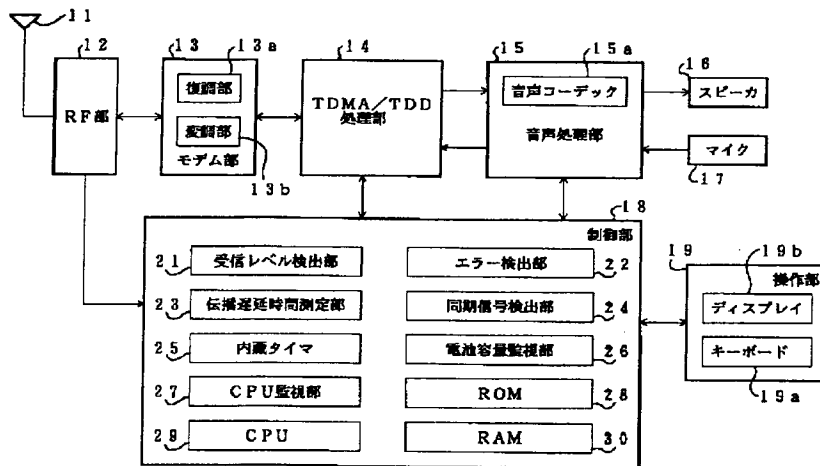 11
12
RF部
13
13a
復調部
変調部
モデム部
13b
14
TDMA/TDD
処理部
15
15a
音声コーデック
音声処理部
16
スピーカ
マイク
17
18
制御部
21
受信レベル検出部
エラー検出部
22
23
伝播遅延時間測定部
同期信号検出部
24
25
内蔵タイマ
電池容量監視部
26
27
CPU監視部
ROM
28
29
CPU
RAM
30
19
19b
操作部
ディスプレイ
キーボード
19a